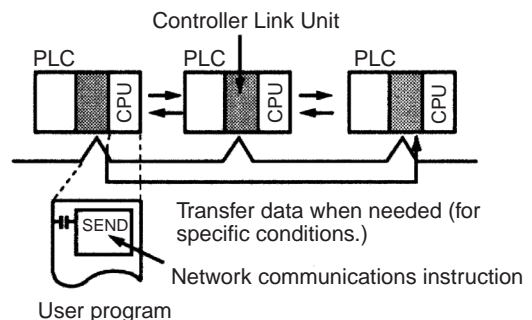 Controller Link Unit
PLC
PLC
PLC
CPU
CPU
CPU
SEND
Transfer data when needed (for
specific conditions.)
Network communications instruction
User program